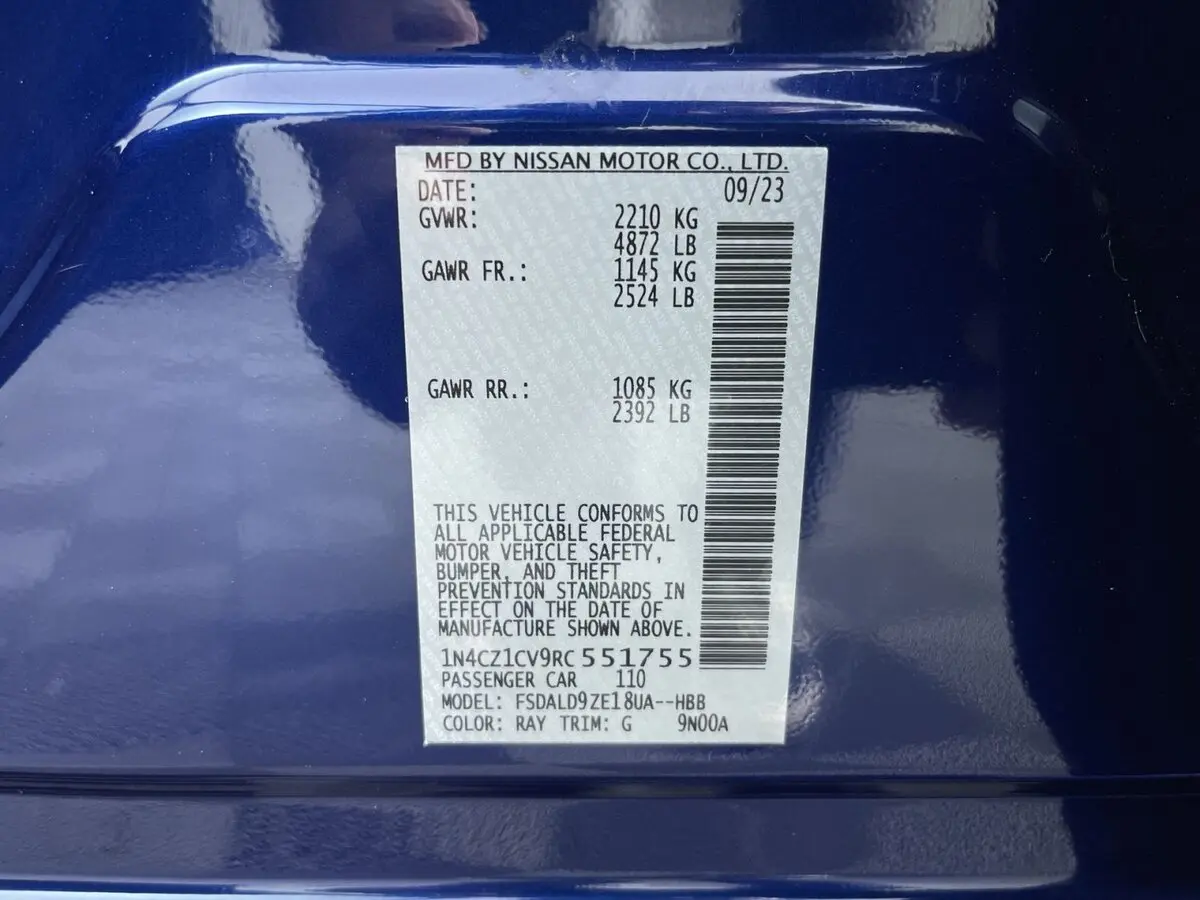 MFD BY NISSAN MOTOR CO., LTD.
DATE: 09/23
GVWR: 2210 KG
4872 LB
GAWR FR.: 1145 KG
2524 LB
GAWR RR.: 1085 KG
2392 LB
THIS VEHICLE CONFORMS TO
ALL APPLICABLE FEDERAL
MOTOR VEHICLE SAFETY,
BUMPER, AND THEFT
PREVENTION STANDARDS IN
EFFECT ON THE DATE OF
MANUFACTURE SHOWN ABOVE.
1N4CZ1CV9RC551755
PASSENGER CAR 110
MODEL: FSDALD9ZE18UA--HBB
COLOR: RAY TRIM: G 9N00A